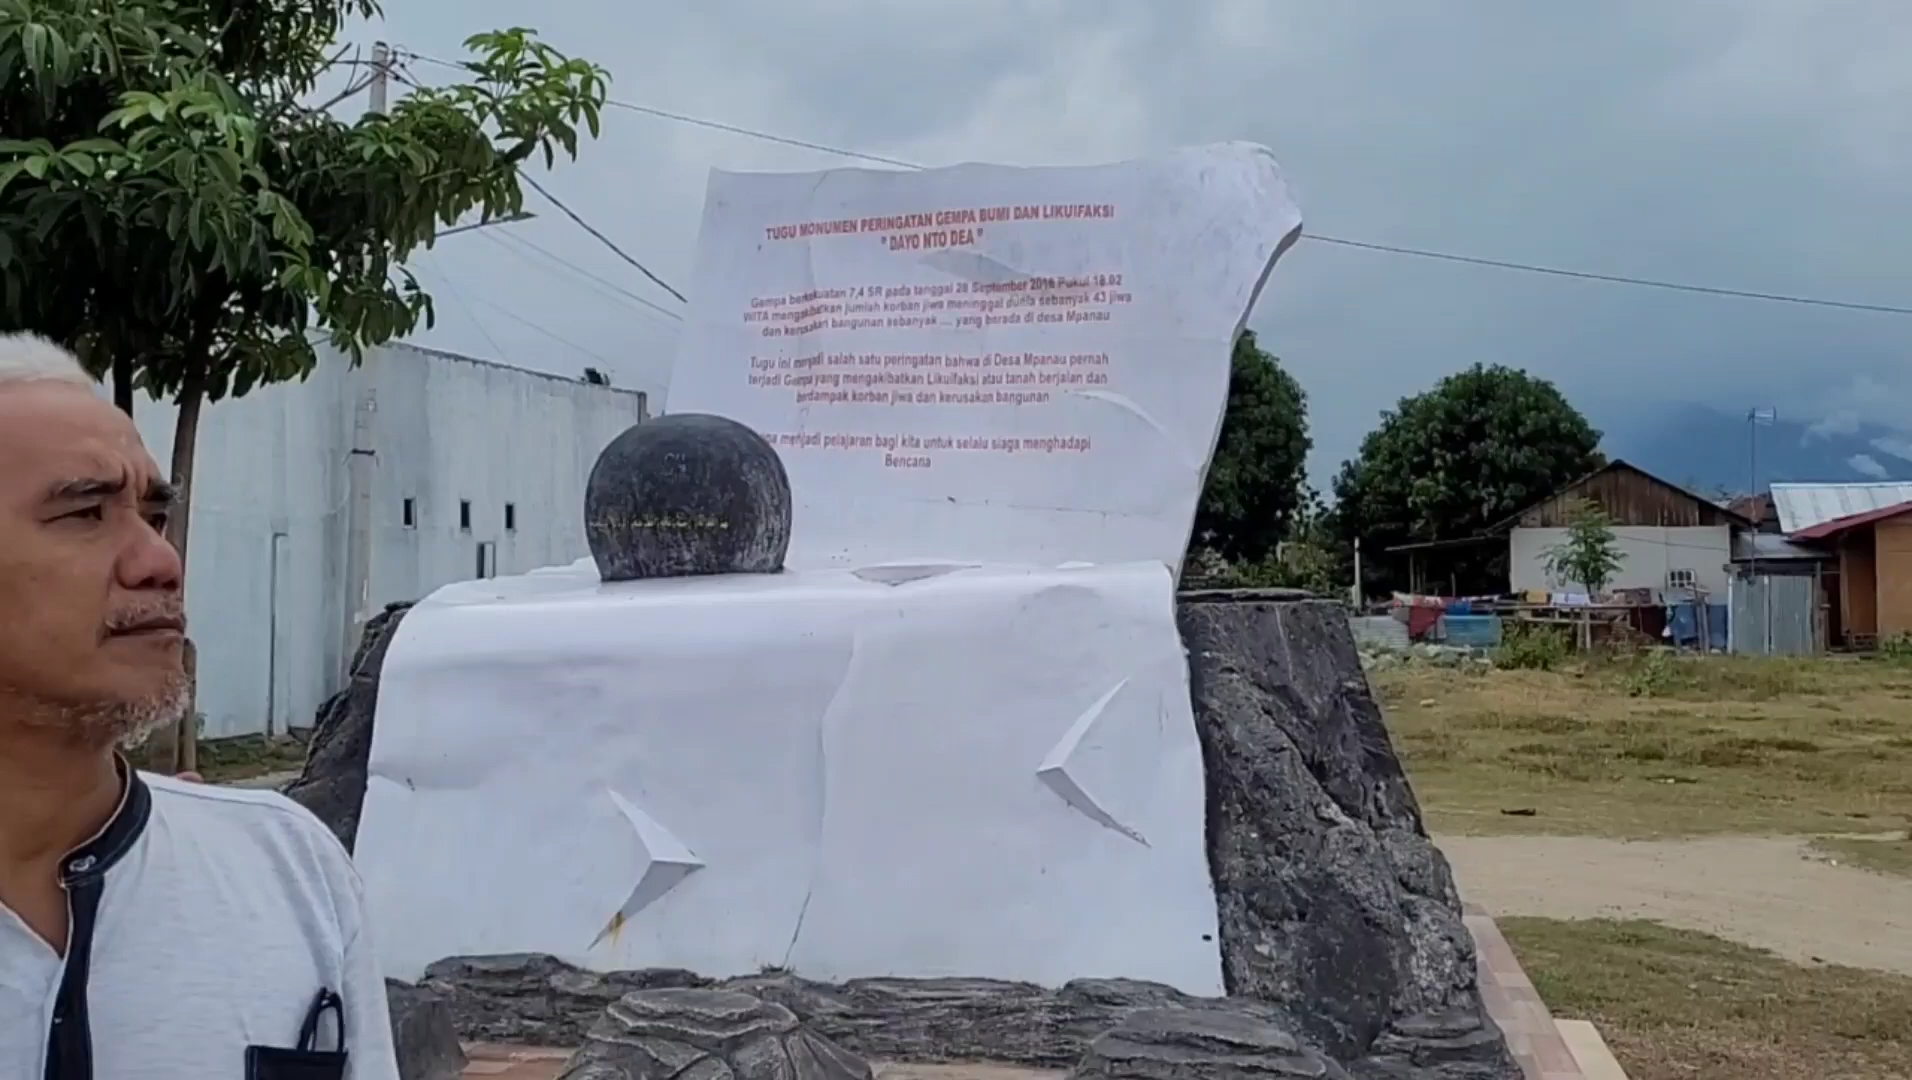 TUGU MONUMEN PERINGATAN GEMPA BUMI DAN LIKUIFAKSI
" DAYO NTO DEA "
Gempa berkekuatan 7,4 SR pada tanggal 28 September 2018 Pukul 18.02
WITA mengakibatkan jumlah korban jiwa meninggal dunia sebanyak 43 jiwa
dan kerusakan bangunan sebanyak .... yang berada di desa Mpanau
Tugu ini menjadi salah satu peringatan bahwa di Desa Mpanau pernah
terjadi Gempa yang mengakibatkan Likuifaksi atau tanah berjalan dan
berdampak korban jiwa dan kerusakan bangunan
menjadi pelajaran bagi kita untuk selalu siaga menghadapi
Bencana